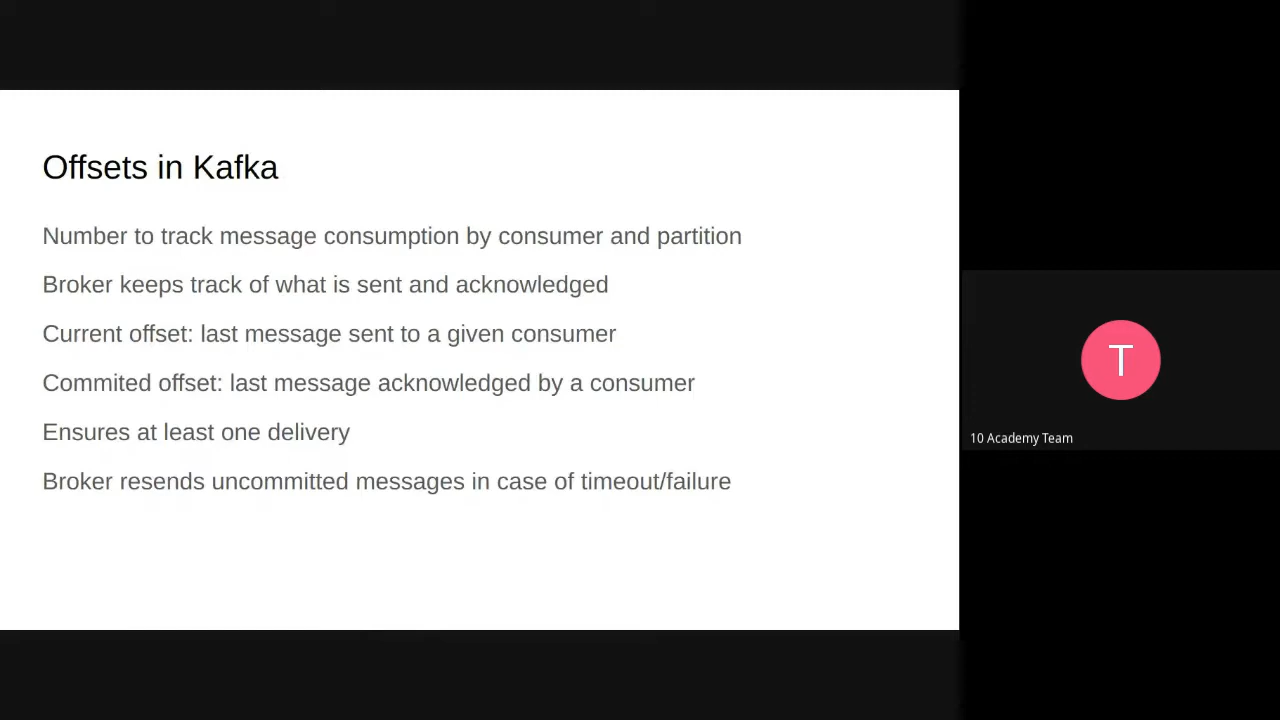 Offsets in Kafka
Number to track message consumption by consumer and partition
Broker keeps track of what is sent and acknowledged
Current offset: last message sent to a given consumer
Commited offset: last message acknowledged by a consumer
Ensures at least one delivery
Broker resends uncommitted messages in case of timeout/failure
T
10 Academy Team